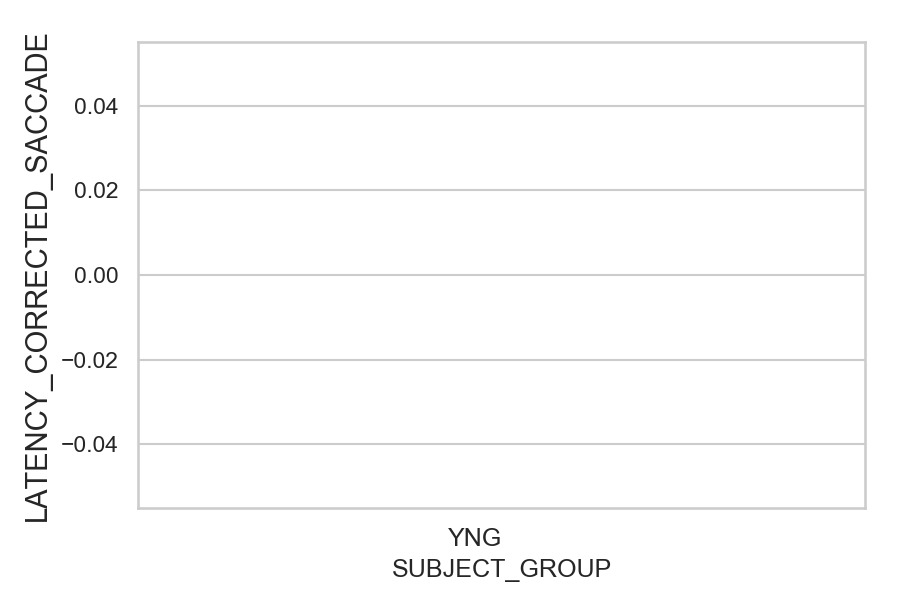 LATENCY_CORRECTED_SACCADE
0.04
0.02
0.00
−0.02
−0.04
YNG
SUBJECT_GROUP